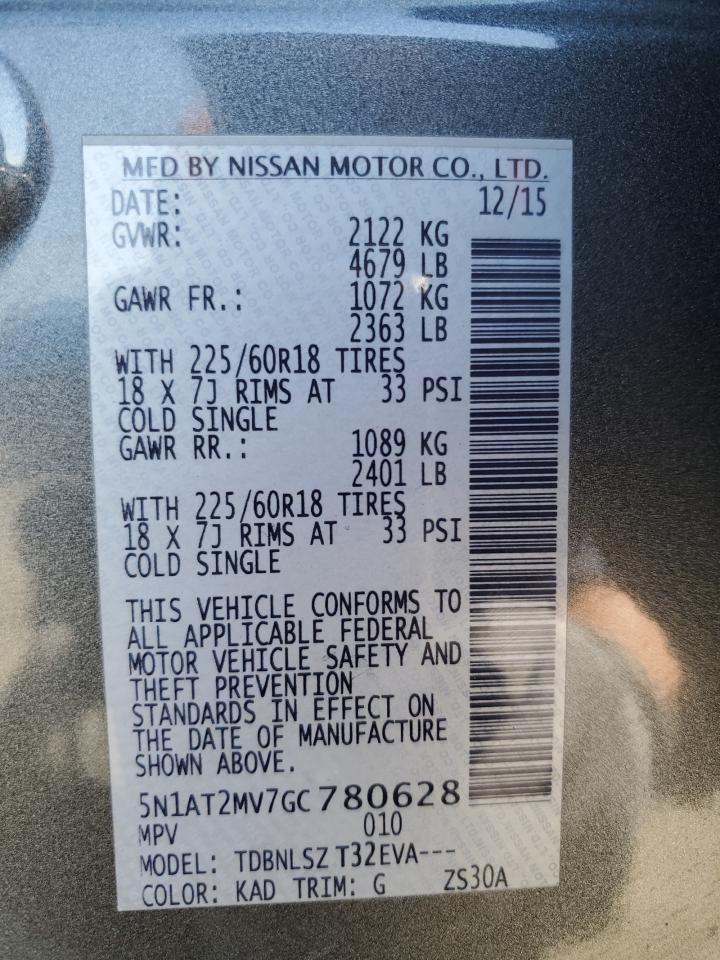 MFD BY NISSAN MOTOR CO., LTD.
DATE: 12/15
GVWR: 2122 KG
4679 LB
GAWR FR.: 1072 KG
2363 LB
WITH 225/60R18 TIRES
18 X 7J RIMS AT 33 PSI
COLD SINGLE
GAWR RR.: 1089 KG
2401 LB
WITH 225/60R18 TIRES
18 X 7J RIMS AT 33 PSI
COLD SINGLE
THIS VEHICLE CONFORMS TO
ALL APPLICABLE FEDERAL
MOTOR VEHICLE SAFETY AND
THEFT PREVENTION
STANDARDS IN EFFECT ON
THE DATE OF MANUFACTURE
SHOWN ABOVE.
5N1AT2MV7GC 780628
MPV 010
MODEL: TDBNLSZ T32EVA---
COLOR: KAD TRIM: G ZS30A